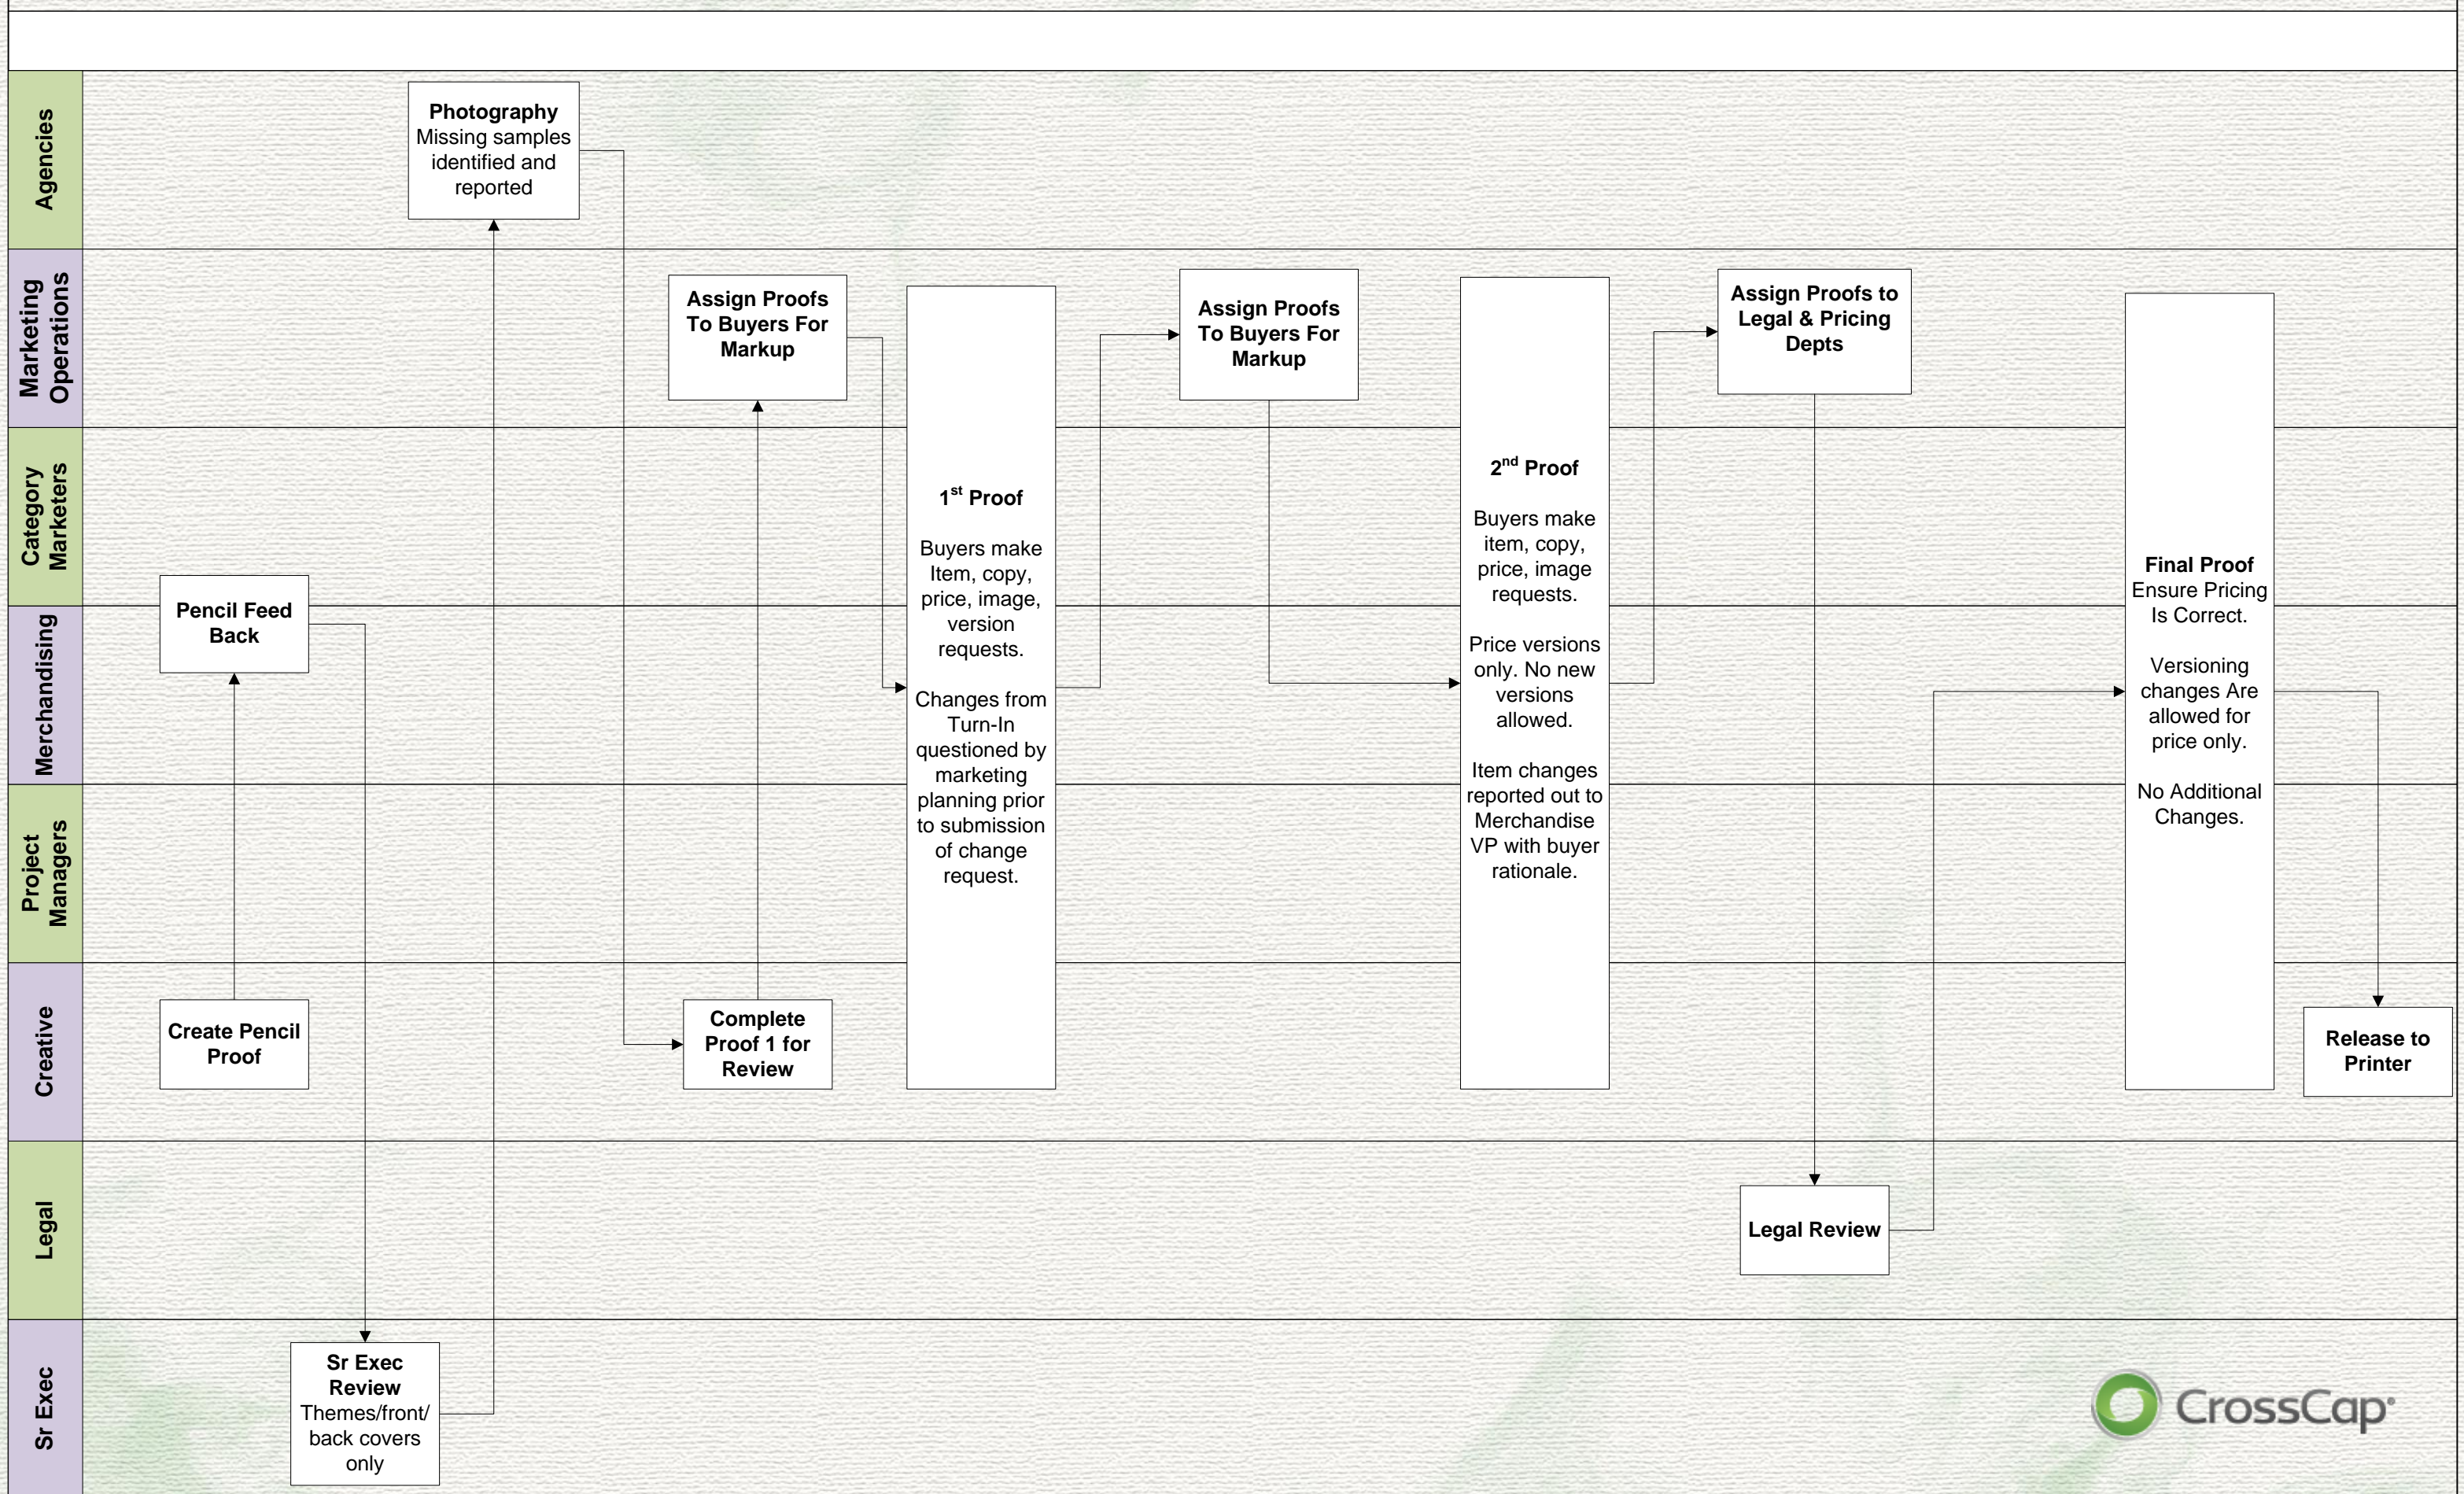 Agencies
Photography
Missing samples
identified and
reported
Marketing
Operations
Assign Proofs
To Buyers For
Markup
Assign Proofs
To Buyers For
Markup
Assign Proofs to
Legal & Pricing
Depts
Category
Marketers
Merchandising
Project
Managers
Pencil Feed
Back
1st Proof
Buyers make
Item, copy,
price, image,
version
requests.
Changes from
Turn-In
questioned by
marketing
planning prior
to submission
of change
request.
2nd Proof
Buyers make
item, copy,
price, image
requests.
Price versions
only. No new
versions
allowed.
Item changes
reported out to
Merchandise
VP with buyer
rationale.
Final Proof
Ensure Pricing
Is Correct.
Versioning
changes Are
allowed for
price only.
No Additional
Changes.
Creative
Create Pencil
Proof
Complete
Proof 1 for
Review
Release to
Printer
Legal
Legal Review
Sr Exec
Sr Exec
Review
Themes/front/
back covers
only
CrossCap®